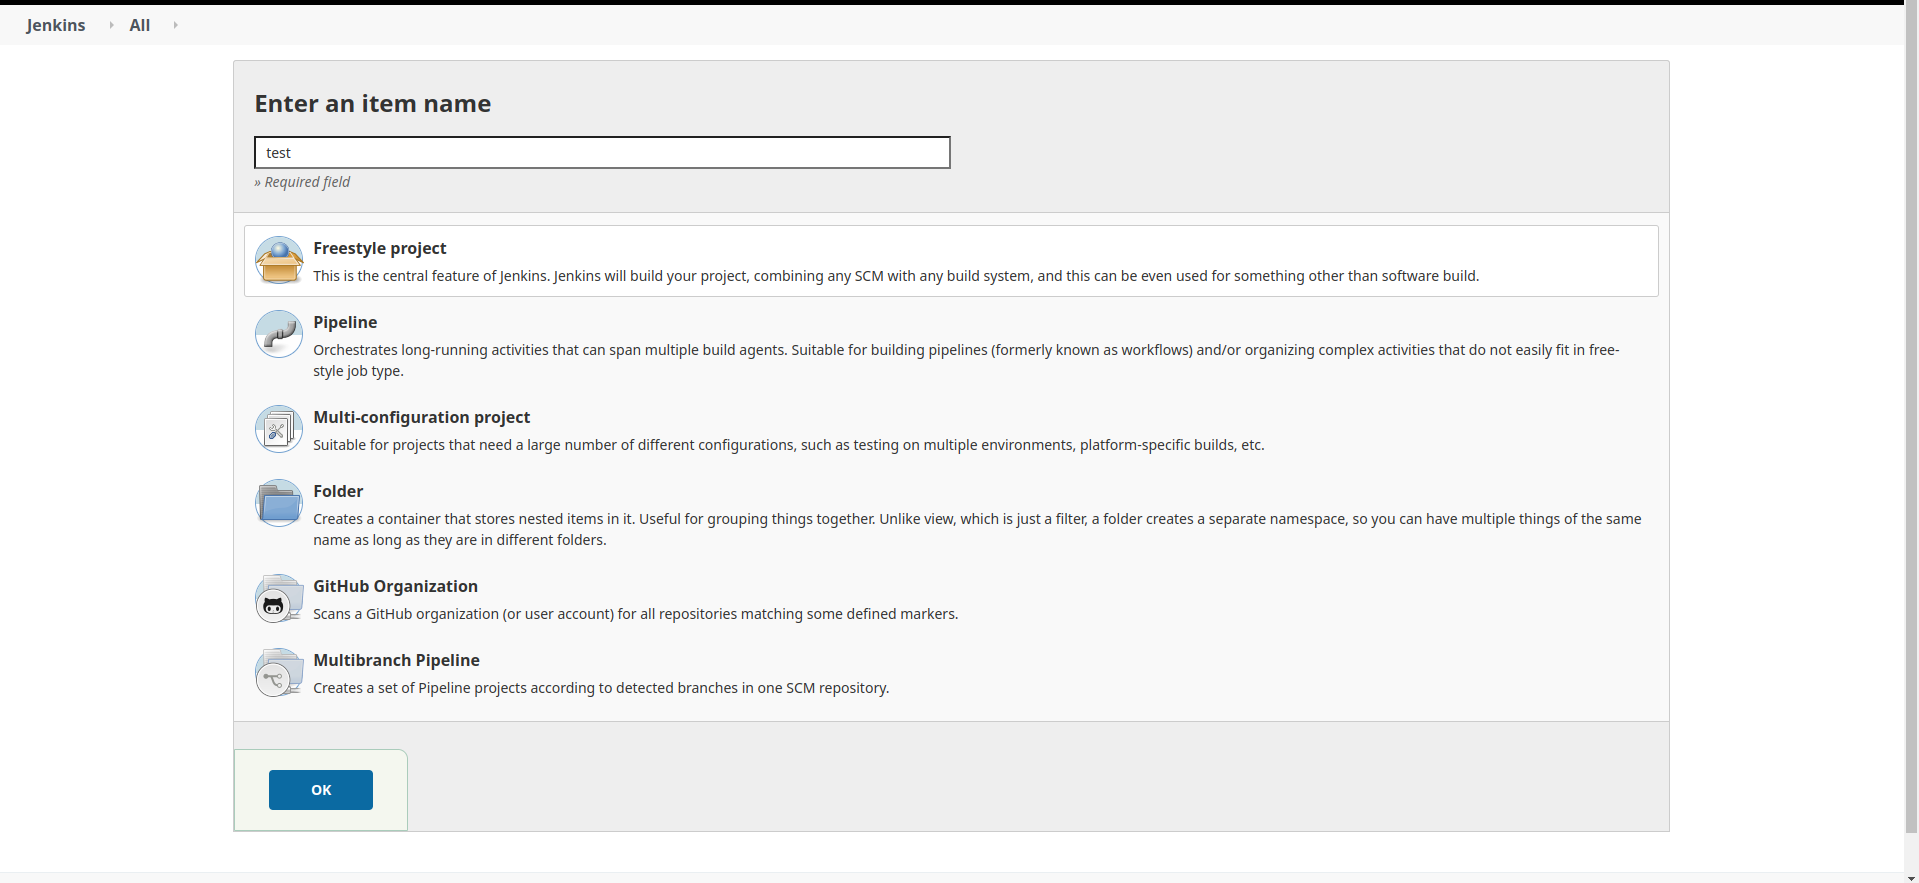 Jenkins All
Enter an item name
test
» Required field
Freestyle project
This is the central feature of Jenkins. Jenkins will build your project, combining any SCM with any build system, and this can be even used for something other than software build.
Pipeline
Orchestrates long-running activities that can span multiple build agents. Suitable for building pipelines (formerly known as workflows) and/or organizing complex activities that do not easily fit in free-
style job type.
Multi-configuration project
Suitable for projects that need a large number of different configurations, such as testing on multiple environments, platform-specific builds, etc.
Folder
Creates a container that stores nested items in it. Useful for grouping things together. Unlike view, which is just a filter, a folder creates a separate namespace, so you can have multiple things of the same
name as long as they are in different folders.
GitHub Organization
Scans a GitHub organization (or user account) for all repositories matching some defined markers.
Multibranch Pipeline
Creates a set of Pipeline projects according to detected branches in one SCM repository.
OK